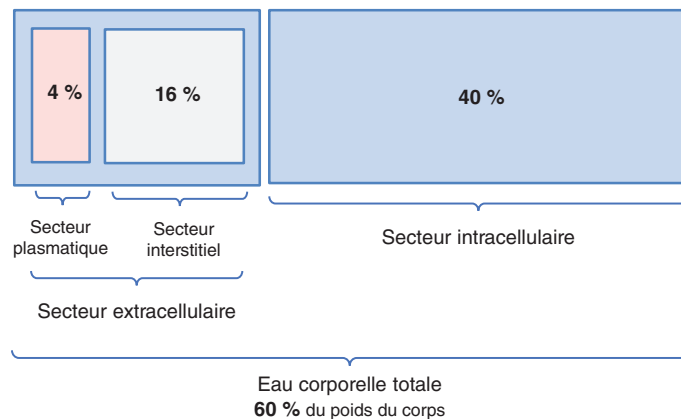 4 %
16 %
40 %
Secteur
plasmatique
Secteur
interstitiel
Secteur intracellulaire
Secteur extracellulaire
Eau corporelle totale
60 % du poids du corps